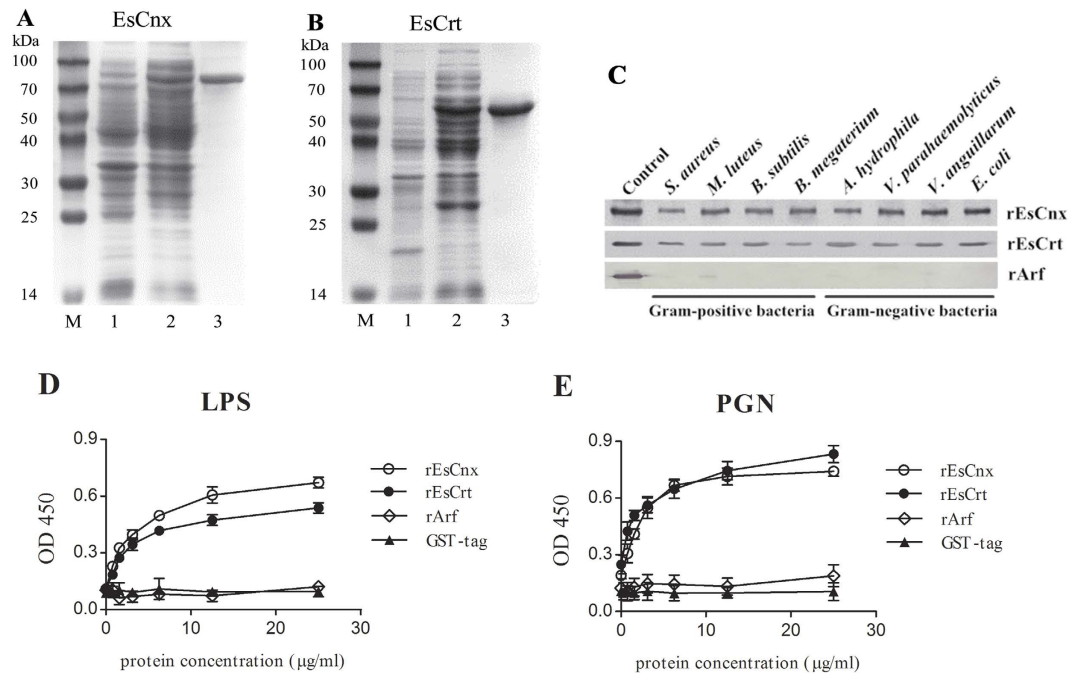 A
EsCnx
kDa
100
70
50
40
30
25
14
M 1 2 3
B
EsCrt
kDa
100
70
50
40
30
25
14
M 1 2 3
C
Control
S. aureus
M. luteus
B. subtilis
B. megaterium
A. hydrophila
V. parahaemolyticus
V. anguillarum
E. coli
rEsCnx
rEsCrt
rArf
Gram-positive bacteria Gram-negative bacteria
D
LPS
OD 450
0.9
0.6
0.3
0.0
0 10 20 30
protein concentration (μg/ml)
rEsCnx
rEsCrt
rArf
GST-tag
E
PGN
OD 450
0.9
0.6
0.3
0.0
0 10 20 30
protein concentration (μg/ml)
rEsCnx
rEsCrt
rArf
GST-tag